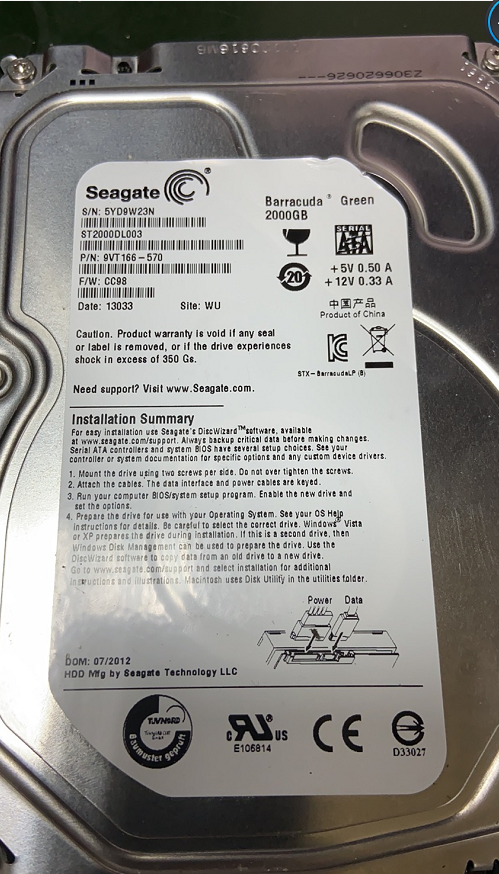 2306620626---
Seagate
Barracuda® Green
2000GB
S/N: 5YD9W23N
ST2000DL003
P/N: 9VT166-570
F/W: CC98
Date: 13033 Site: WU
SERIAL
ATA
20
+5V 0.50 A
+12V 0.33 A
中国产品
Product of China
Caution. Product warranty is void if any seal
or label is removed, or if the drive experiences
shock in excess of 350 Gs.
STX-BarracudaLP (B)
Need support? Visit www.Seagate.com.
Installation Summary
For easy installation use Seagate's DiscWizard™software, available
at www.seagate.com/support. Always backup critical data before making changes.
Serial ATA controllers and system BIOS have several setup choices. See your
controller or system documentation for specific options and any custom device drivers.
1. Mount the drive using two screws per side. Do not over tighten the screws.
2. Attach the cables. The data interface and power cables are keyed.
3. Run your computer BIOS/system setup program. Enable the new drive and
set the options.
4. Prepare the drive for use with your Operating System. See your OS Help
instructions for details. Be careful to select the correct drive. Windows® Vista
or XP prepares the drive during installation. If this is a second drive, then
Windows Disk Management can be used to prepare the drive. Use the
DiscWizard software to copy data from an old drive to a new drive.
Go to www.seagate.com/support and select installation for additional
instructions and illustrations. Macintosh uses Disk Utility in the utilities folder.
Power Data
DOM: 07/2012
HDD Mfg by Seagate Technology LLC
TUVNORD
Baumuster geprüft
c RU® US
E106814
CE
D33027